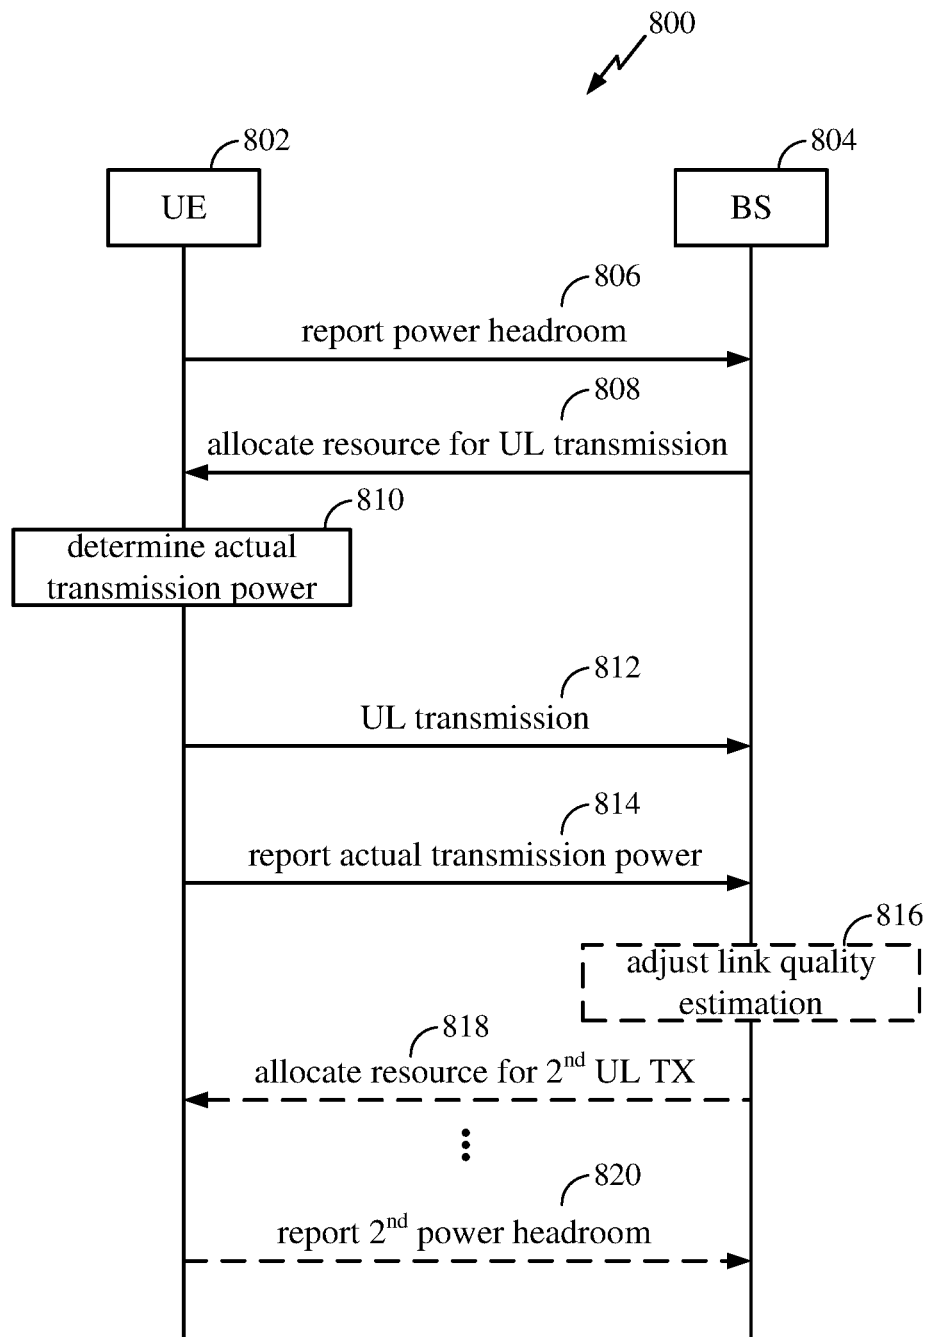 800
802
804
UE
BS
806
report power headroom
808
allocate resource for UL transmission
810
determine actual
transmission power
812
UL transmission
814
report actual transmission power
816
adjust link quality
estimation
818
allocate resource for 2nd UL TX
820
report 2nd power headroom